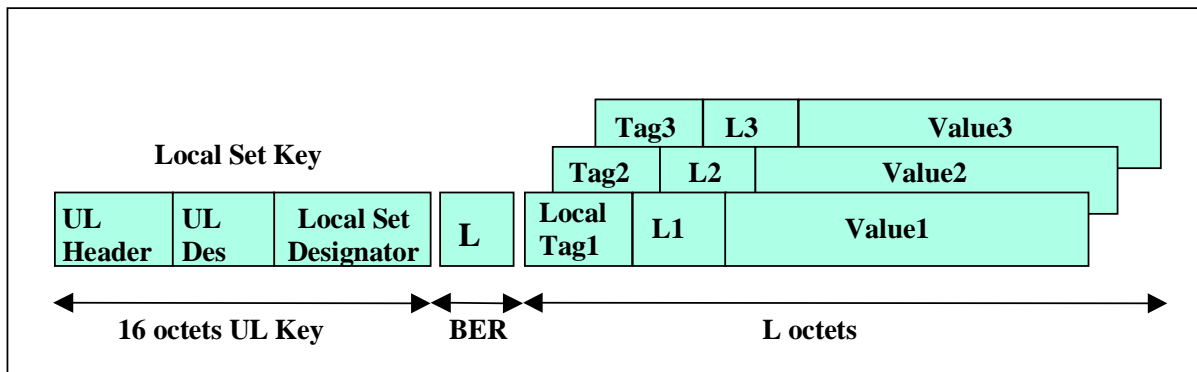 Tag3 L3 Value3
Local Set Key
Tag2 L2 Value2
UL Header
UL Des
Local Set Designator
L
Local Tag1
L1
Value1
16 octets UL Key
BER
L octets